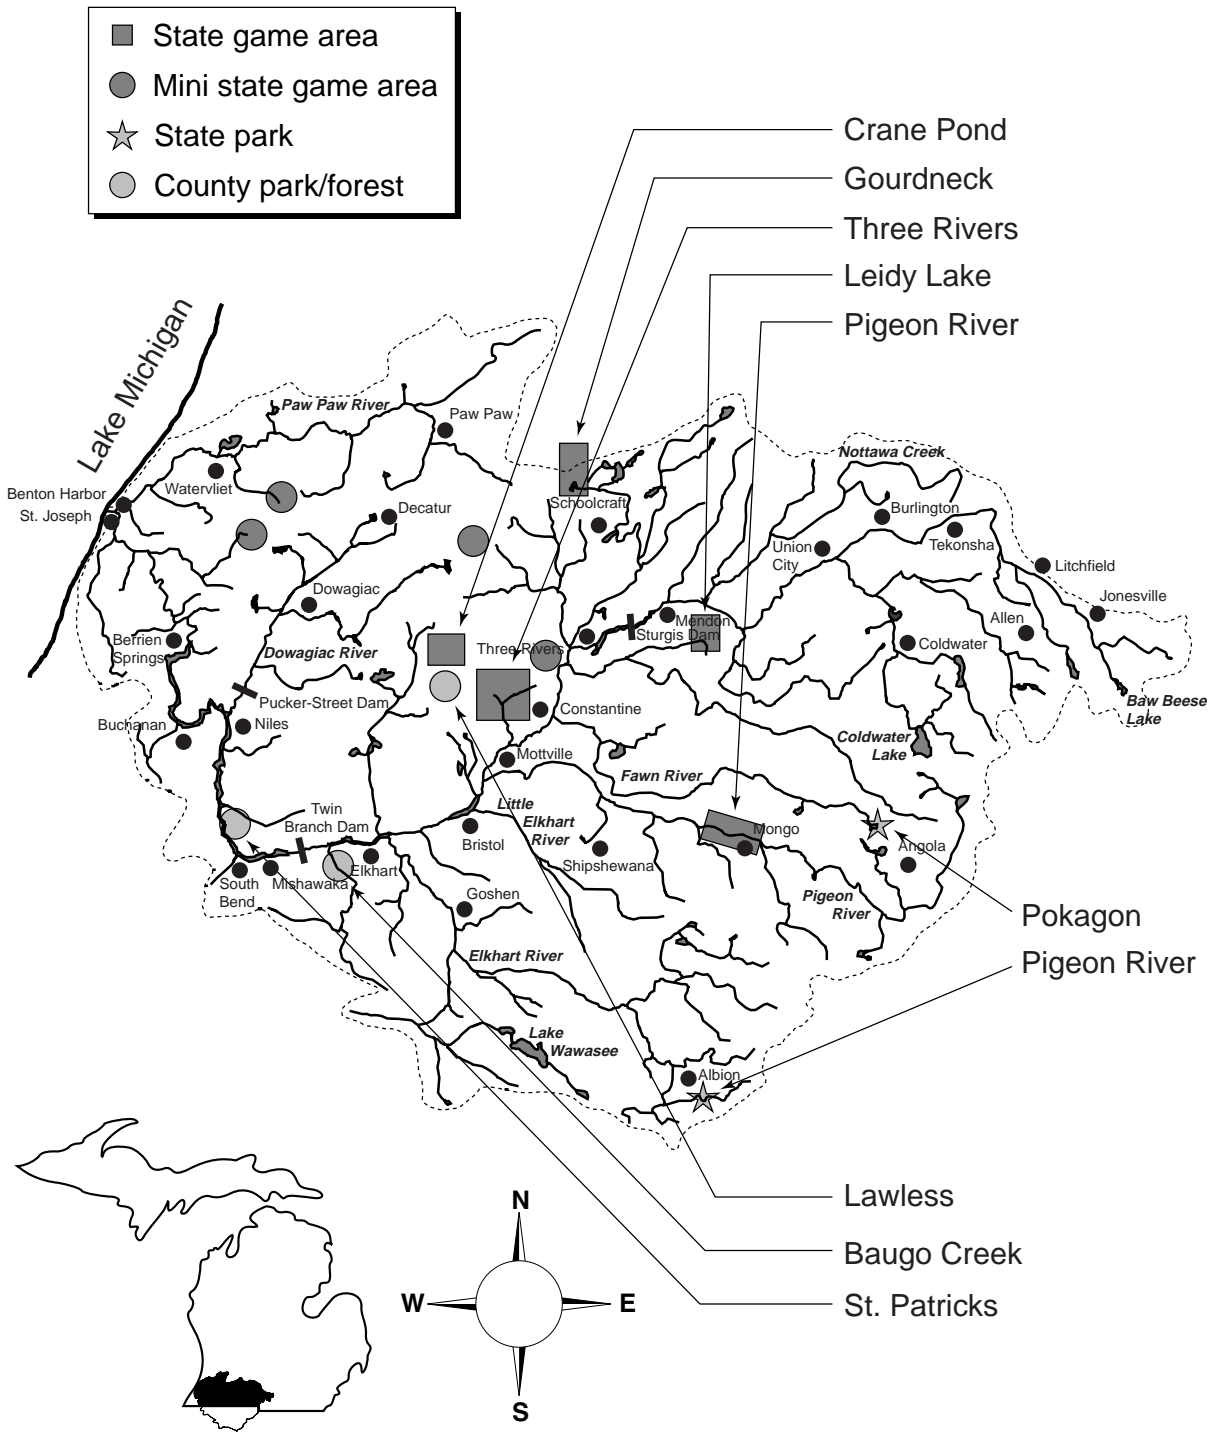 State game area
Mini state game area
State park
County park/forest
Crane Pond
Gourdneck
Three Rivers
Leidy Lake
Pigeon River
Lake Michigan
Paw Paw River
Paw Paw
Nottawa Creek
Watervliet
Benton Harbor
St. Joseph
Decatur
Schoolcraft
Burlington
Tekonsha
Union
City
Litchfield
Jonesville
Dowagiac
Allen
Mendon
Sturgis Dam
Coldwater
Berrien
Springs
Dowagiac River
Three Rivers
Pucker-Street Dam
Constantine
Baw Beese
Lake
Buchanan
Niles
Coldwater
Lake
Mottville
Fawn River
Twin
Branch Dam
Little
Elkhart
River
Bristol
Mongo
Angola
Shipshewana
Elkhart
South
Bend
Mishawaka
Goshen
Pigeon
River
Pokagon
Elkhart River
Pigeon River
Lake
Wawasee
Albion
Lawless
Baugo Creek
St. Patricks
N
W
E
S